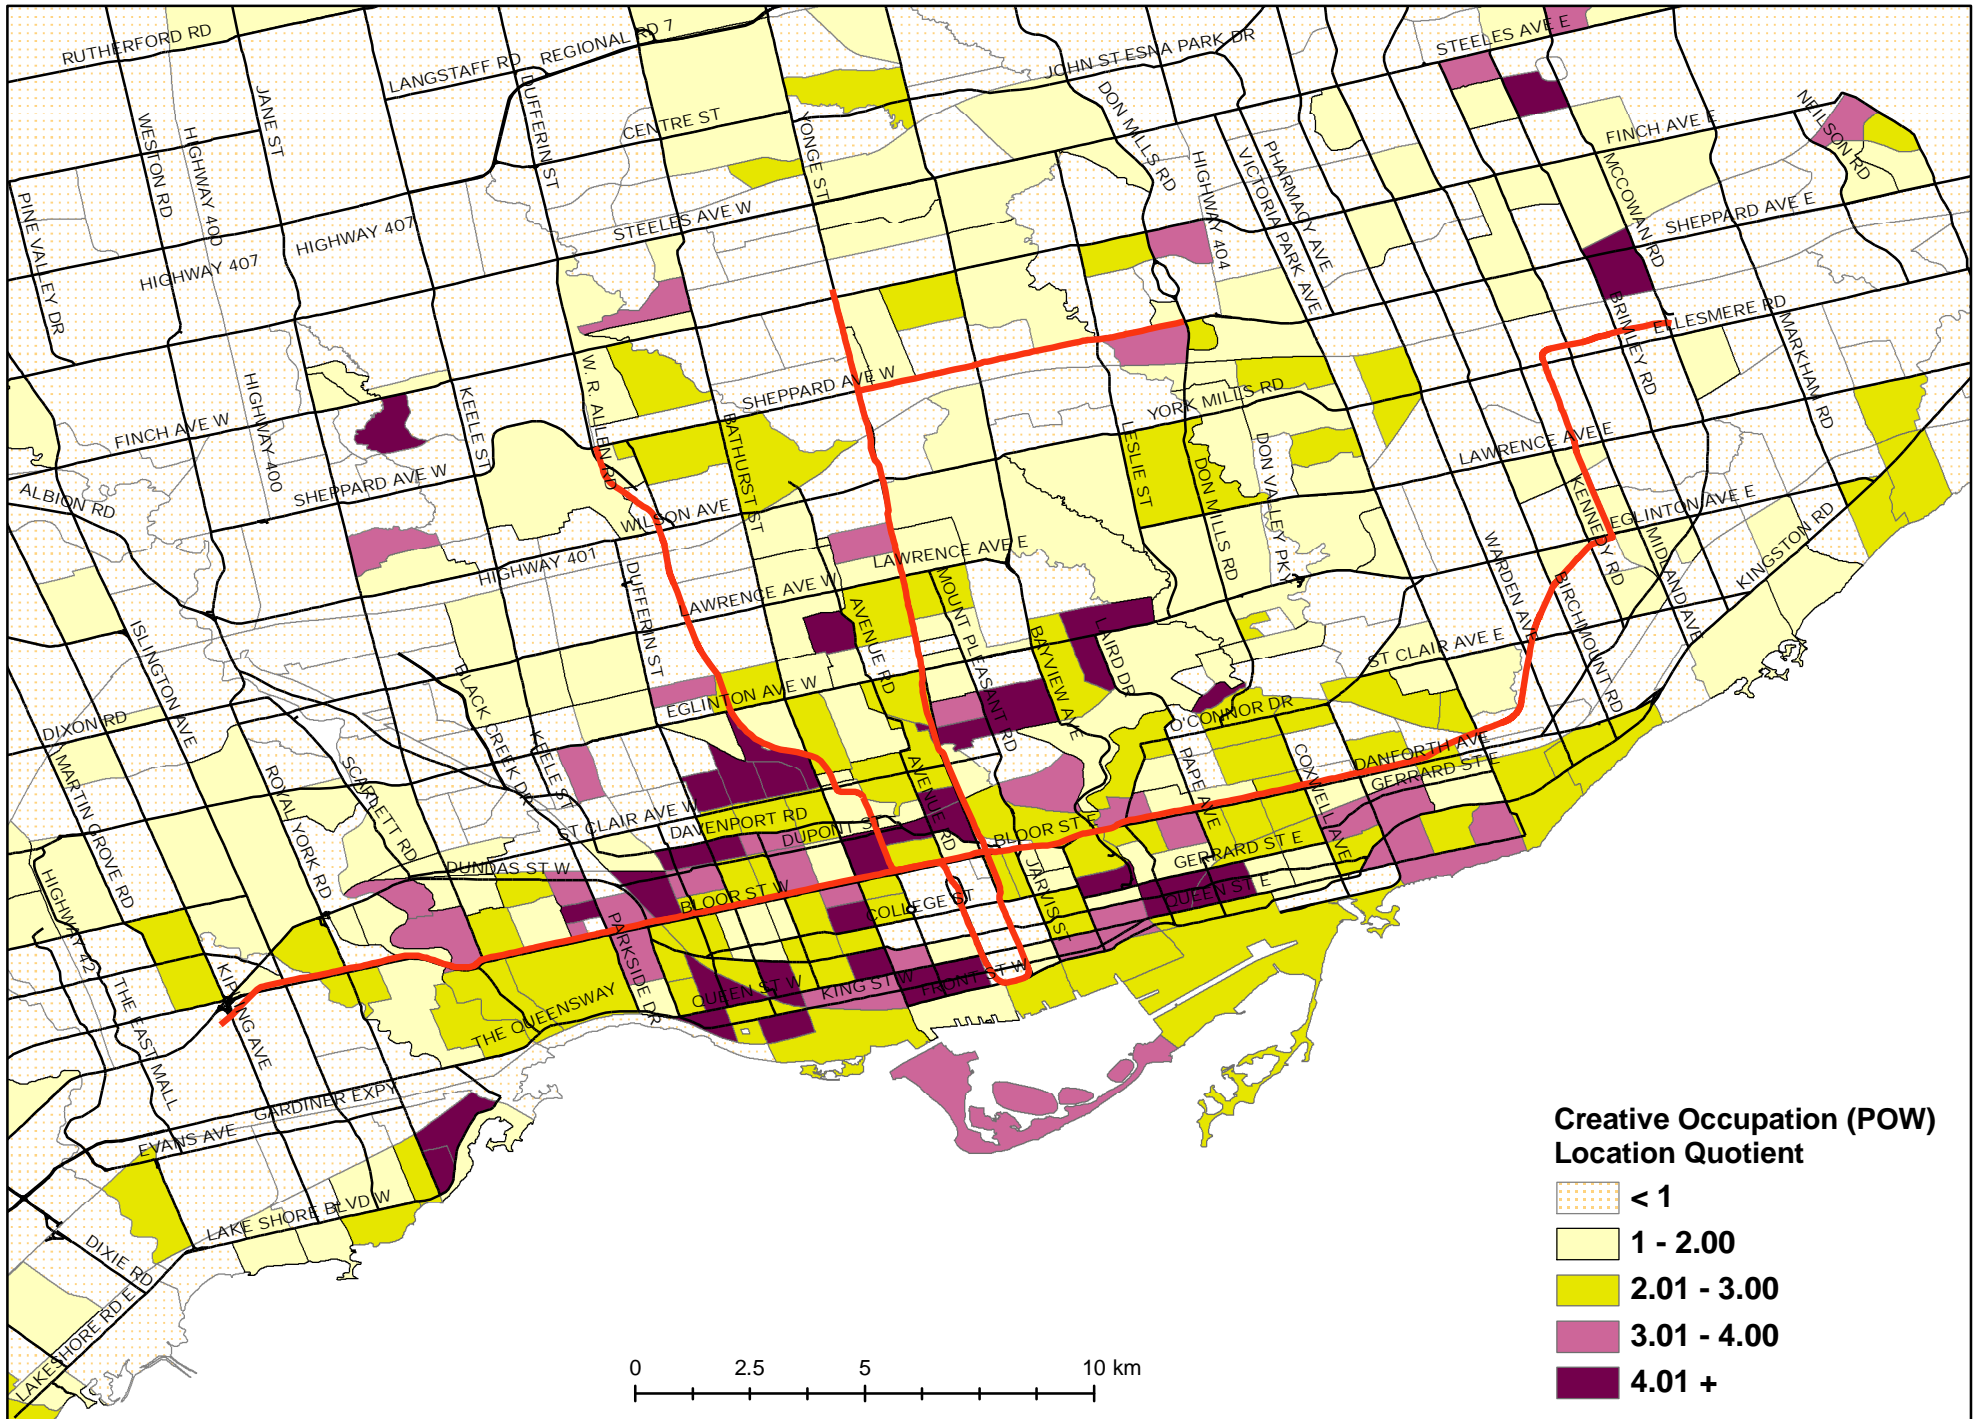 RUTHERFORD RD
LANGSTAFF RD
REGIONAL RD 7
JOHN ST
ESNA PARK DR
STEELES AVE E
WESTON RD
HIGHWAY 400
JANE ST
DUFFERIN ST
CENTRE ST
YONGE ST
DON MILLS RD
HIGHWAY 404
VICTORIA PARK AVE
PHARMACY AVE
FINCH AVE E
NEILSON RD
MCCOWAN RD
SHEPPARD AVE E
PINE VALLEY DR
HIGHWAY 407
HIGHWAY 407
STEELES AVE W
BRIMLEY RD
ELLESMERE RD
MARKHAM RD
FINCH AVE W
HIGHWAY 400
KEELE ST
W. R. ALLEN RD
SHEPPARD AVE W
BATHURST ST
YORK MILLS RD
LESLIE ST
DON MILLS RD
DON VALLEY PKY
LAWRENCE AVE E
ALBION RD
SHEPPARD AVE W
WILSON AVE
KENNEDY RD
EGLINTON AVE E
KINGSTON RD
HIGHWAY 401
LAWRENCE AVE E
LAWRENCE AVE W
DUFFERIN ST
WARDEN AVE
BIRCHMOUNT RD
MIDLAND AVE
ISLINGTON AVE
BLACK CREEK DR
AVENUE RD
MOUNT PLEASANT RD
BAYVIEW AVE
LAIRD DR
ST CLAIR AVE E
DIXON RD
EGLINTON AVE W
O'CONNOR DR
MARTIN GROVE RD
ROYAL YORK RD
SCARLETT RD
KEELE ST
AVENUE RD
PAPE AVE
COXWELL AVE
DANFORTH AVE
GERRARD ST E
ST CLAIR AVE W
DAVENPORT RD
DUPONT ST
BLOOR ST E
GERRARD ST E
HIGHWAY 42
DUNDAS ST W
BLOOR ST W
COLLEGE ST
JARVIS ST
QUEEN ST E
PARKSIDE DR
THE EAST MALL
KIPLING AVE
THE QUEENSWAY
QUEEN ST W
KING ST W
FRONT ST W
GARDINER EXPY
EVANS AVE
LAKE SHORE BLVD W
DIXIE RD
LAKESHORE RD E
Creative Occupation (POW)
Location Quotient
< 1
1 - 2.00
2.01 - 3.00
3.01 - 4.00
4.01 +
0 2.5 5 10 km